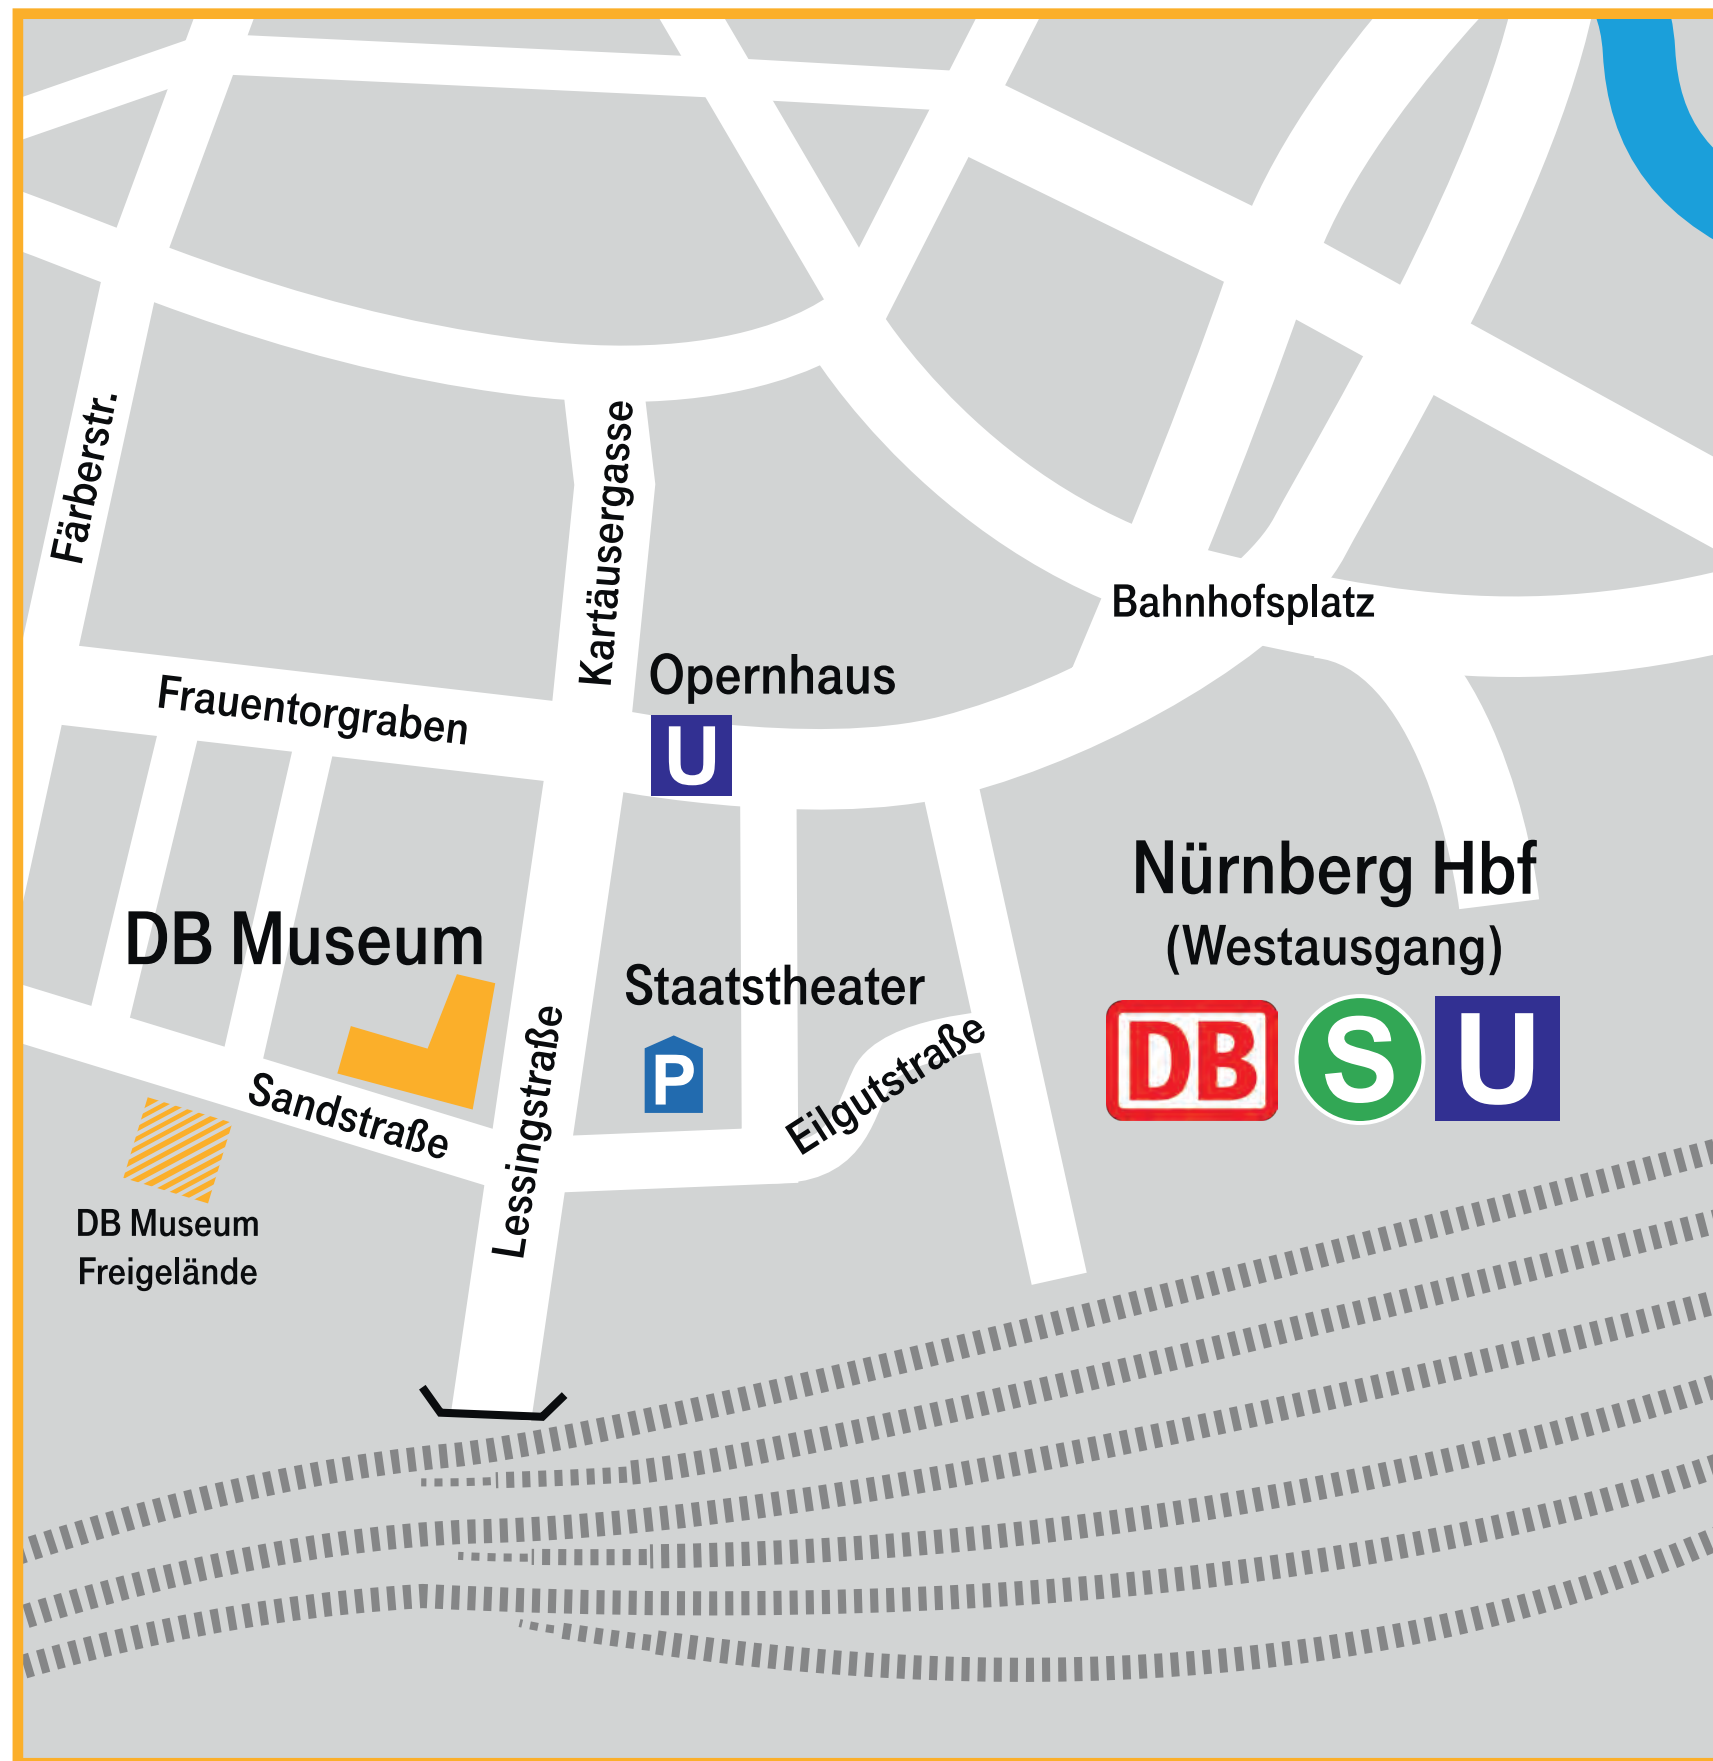 Färberstr.
Kartäusergasse
Bahnhofsplatz
Opernhaus
U
Frauentorgraben
Nürnberg Hbf
(Westausgang)
DB S U
DB Museum
Staatstheater
P
Eilgutstraße
Lessingstraße
Sandstraße
DB Museum
Freigelände